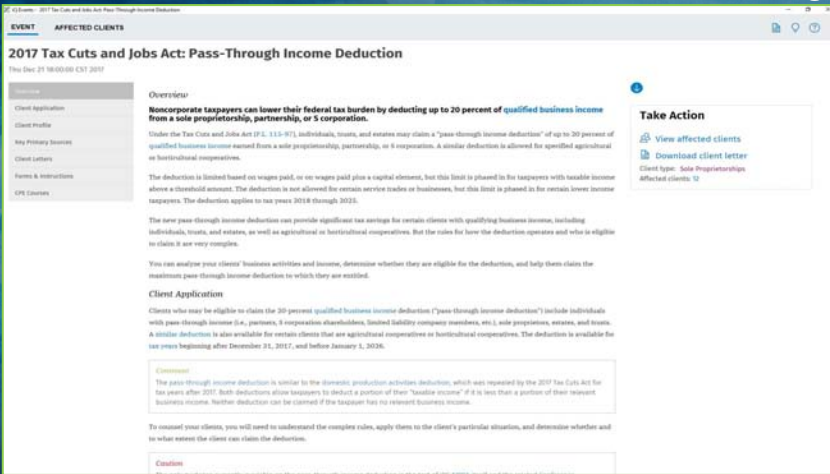 iQ Events - 2017 Tax Cuts and Jobs Act: Pass-Through Income Deduction
EVENT AFFECTED CLIENTS
2017 Tax Cuts and Jobs Act: Pass-Through Income Deduction
Thu Dec 21 18:00:00 CST 2017
Overview
Client Application
Client Profile
Key Primary Sources
Client Letters
Forms & Instructions
CPE Courses
Overview
Noncorporate taxpayers can lower their federal tax burden by deducting up to 20 percent of qualified business income
from a sole proprietorship, partnership, or S corporation.
Under the Tax Cuts and Jobs Act (P.L. 115-97), individuals, trusts, and estates may claim a "pass-through income deduction" of up to 20 percent of
qualified business income earned from a sole proprietorship, partnership, or S corporation. A similar deduction is allowed for specified agricultural
or horticultural cooperatives.
The deduction is limited based on wages paid, or on wages paid plus a capital element, but this limit is phased in for taxpayers with taxable income
above a threshold amount. The deduction is not allowed for certain service trades or businesses, but this limit is phased in for certain lower income
taxpayers. The deduction applies to tax years 2018 through 2025.
The new pass-through income deduction can provide significant tax savings for certain clients with qualifying business income, including
individuals, trusts, and estates, as well as agricultural or horticultural cooperatives. But the rules for how the deduction operates and who is eligible
to claim it are very complex.
You can analyze your clients' business activities and income, determine whether they are eligible for the deduction, and help them claim the
maximum pass-through income deduction to which they are entitled.
Client Application
Clients who may be eligible to claim the 20-percent qualified business income deduction ("pass-through income deduction") include individuals
with pass-through income (i.e., partners, S corporation shareholders, limited liability company members, etc.), sole proprietors, estates, and trusts.
A similar deduction is also available for certain clients that are agricultural cooperatives or horticultural cooperatives. The deduction is available for
tax years beginning after December 31, 2017, and before January 1, 2026.
Comment
The pass-through income deduction is similar to the domestic production activities deduction, which was repealed by the 2017 Tax Cuts Act for
tax years after 2017. Both deductions allow taxpayers to deduct a portion of their "taxable income" if it is less than a portion of their relevant
business income. Neither deduction can be claimed if the taxpayer has no relevant business income.
To counsel your clients, you will need to understand the complex rules, apply them to the client's particular situation, and determine whether and
to what extent the client can claim the deduction.
Caution
Take Action
View affected clients
Download client letter
Client type: Sole Proprietorships
Affected clients: 12